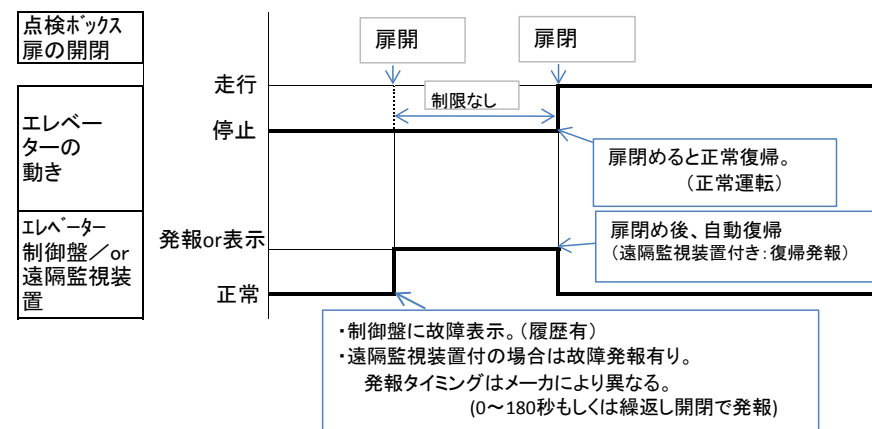 点検ボックス
扉の開閉
扉開
扉閉
走行
制限なし
停止
エレベー
ターの
動き
扉閉めると正常復帰。
（正常運転）
エレベーター
制御盤／or
遠隔監視装
置
発報or表示
扉閉め後、自動復帰
（遠隔監視装置付き：復帰発報）
正常
・制御盤に故障表示。（履歴有）
・遠隔監視装置付の場合は故障発報有り。
発報タイミングはメーカにより異なる。
(0～180秒もしくは繰返し開閉で発報)